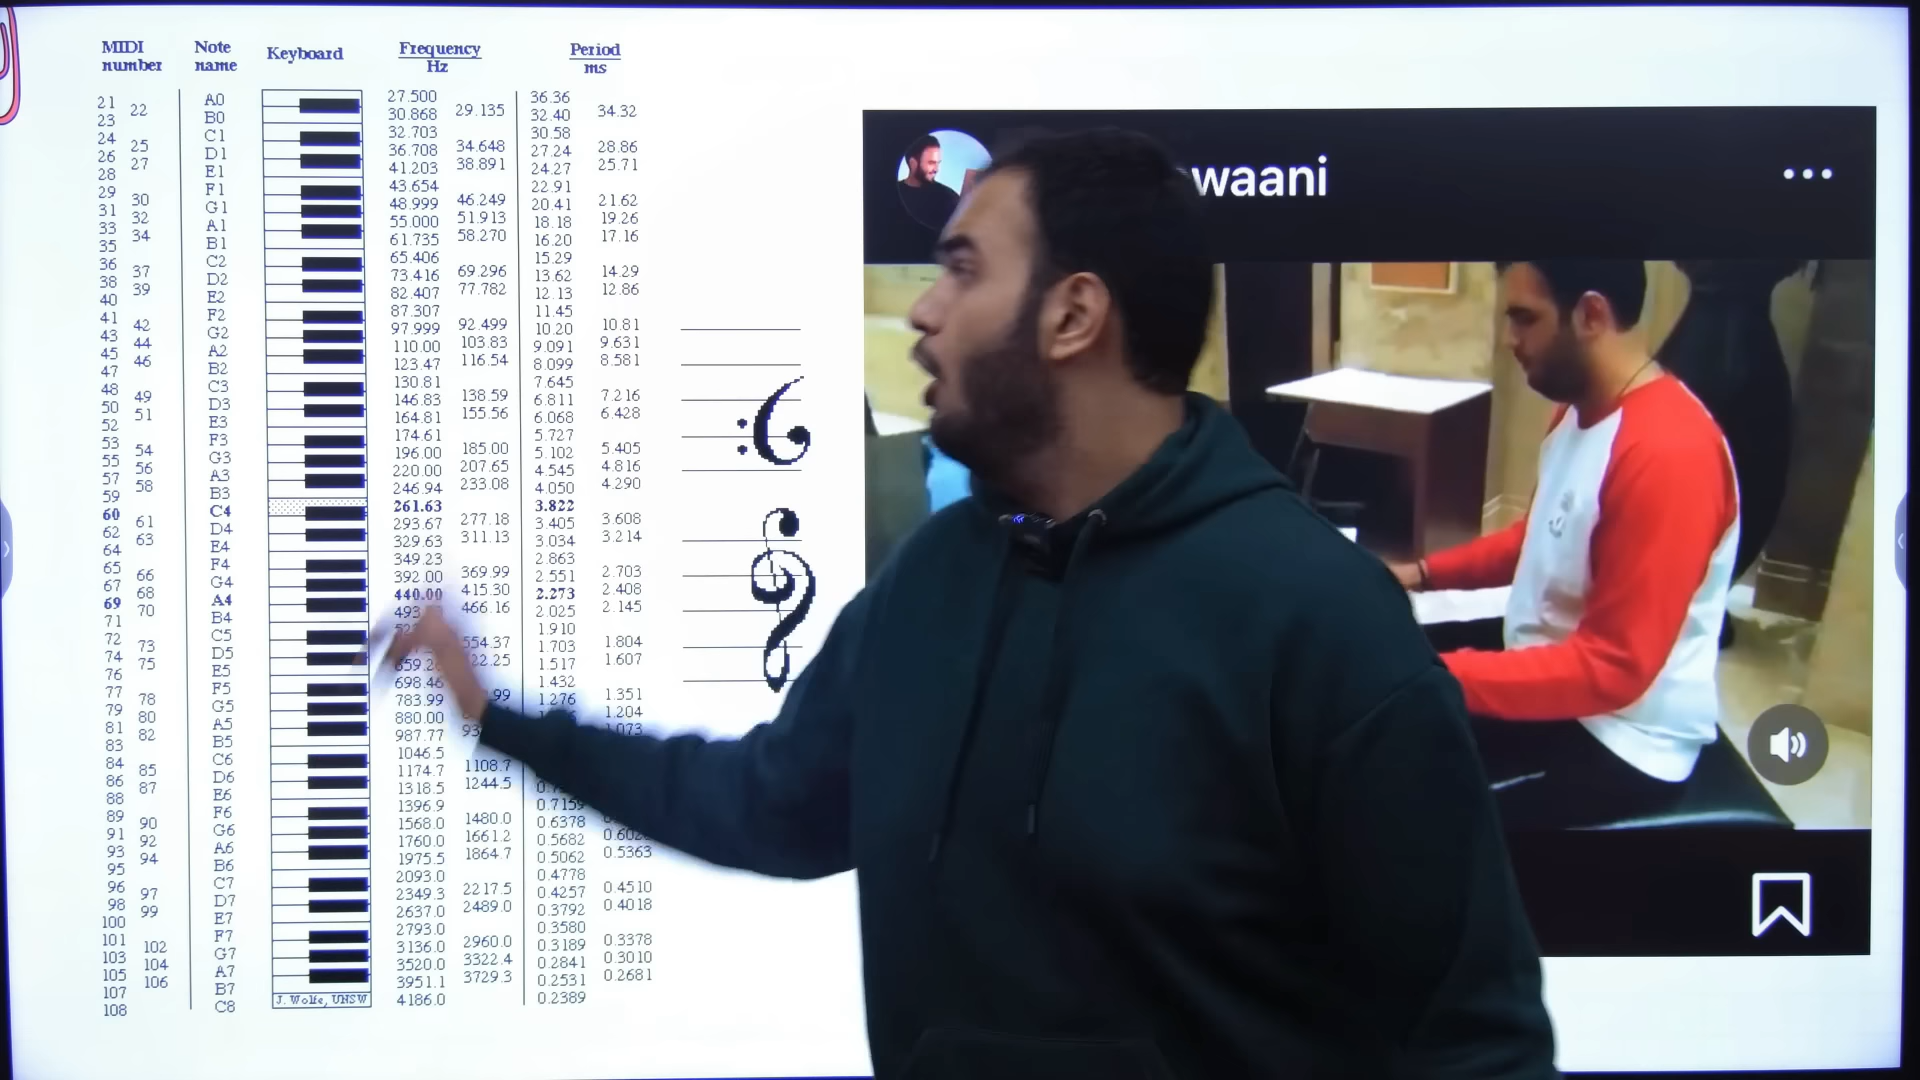 MIDI number Note name Keyboard Frequency Hz Period ms
21 A0 27.500 36.36
22 29.135 34.32
23 B0 30.868 32.40
24 C1 32.703 30.58
25 34.648 28.86
26 D1 36.708 27.24
27 38.891 25.71
28 E1 41.203 24.27
29 F1 43.654 22.91
30 46.249 21.62
31 G1 48.999 20.41
32 51.913 19.26
33 A1 55.000 18.18
34 58.270 17.16
35 B1 61.735 16.20
36 C2 65.406 15.29
37 69.296 14.29
38 D2 73.416 13.62
39 77.782 12.86
40 E2 82.407 12.13
41 F2 87.307 11.45
42 92.499 10.81
43 G2 97.999 10.20
44 103.83 9.631
45 A2 110.00 9.091
46 116.54 8.581
47 B2 123.47 8.099
48 C3 130.81 7.645
49 138.59 7.216
50 D3 146.83 6.811
51 155.56 6.428
52 E3 164.81 6.068
53 F3 174.61 5.727
54 185.00 5.405
55 G3 196.00 5.102
56 207.65 4.816
57 A3 220.00 4.545
58 233.08 4.290
59 B3 246.94 4.050
60 C4 261.63 3.822
61 277.18 3.608
62 D4 293.67 3.405
63 311.13 3.214
64 E4 329.63 3.034
65 F4 349.23 2.863
66 369.99 2.703
67 G4 392.00 2.551
68 415.30 2.408
69 A4 440.00 2.273
70 466.16 2.145
71 B4 2.025
72 C5 1.910
73 554.37 1.804
74 D5 1.703
75 1.607
76 E5 1.517
77 F5 698.46 1.432
78 1.351
79 G5 783.99 1.276
80 1.204
81 A5 880.00
82 1.073
83 B5 987.77
84 C6 1046.5
85 1108.7
86 D6 1174.7
87 1244.5
88 E6 1318.5
89 F6 1396.9 0.7159
90 1480.0
91 G6 1568.0 0.6378
92 1661.2
93 A6 1760.0 0.5682
94 1864.7 0.5363
95 B6 1975.5 0.5062
96 C7 2093.0 0.4778
97 2217.5 0.4510
98 D7 2349.3 0.4257
99 2489.0 0.4018
100 E7 2637.0 0.3792
101 F7 2793.0 0.3580
102 2960.0 0.3378
103 G7 3136.0 0.3189
104 3322.4 0.3010
105 A7 3520.0 0.2841
106 3729.3 0.2681
107 B7 3951.1 0.2531
108 C8 4186.0 0.2389
J. Wolfe, UNSW
waani